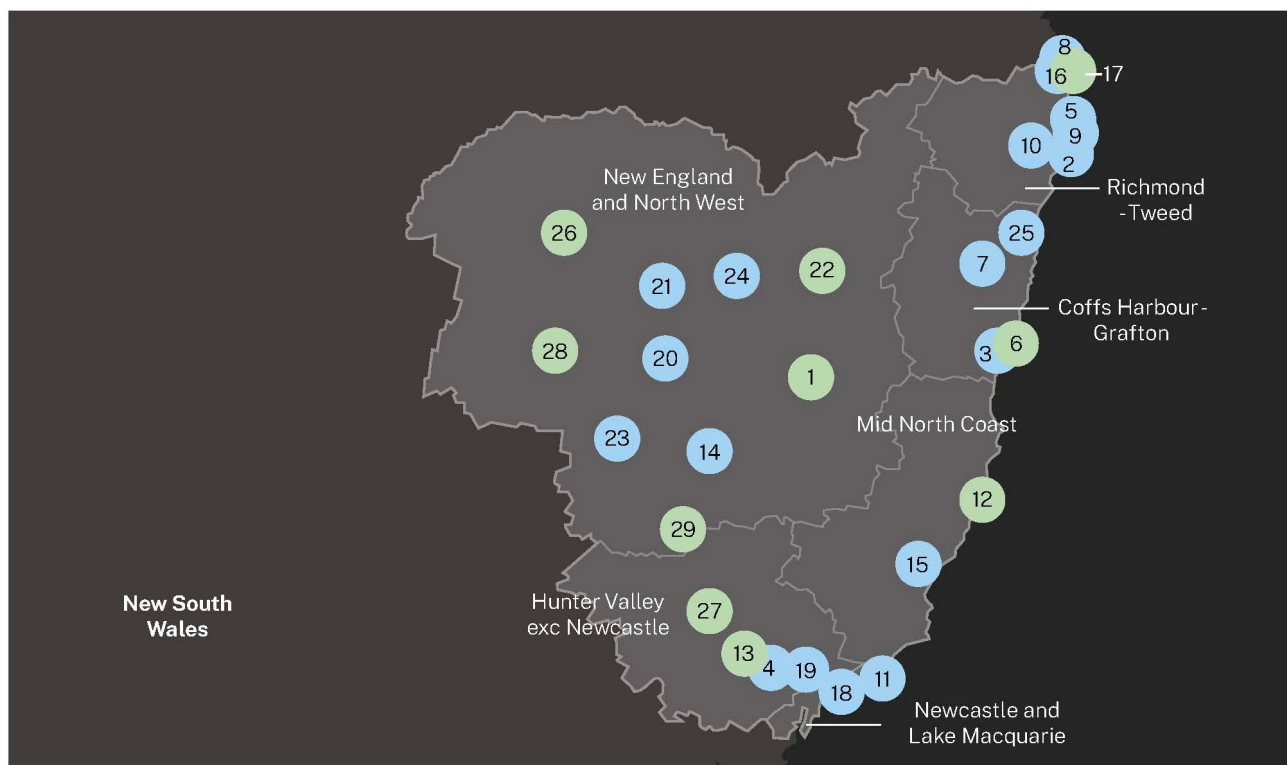 8
16
17
5
9
10
2
New England
and North West
Richmond
-Tweed
26
25
7
22
24
21
Coffs Harbour-
Grafton
28
20
3
6
1
Mid North Coast
23
14
12
29
15
New South
Wales
Hunter Valley
exc Newcastle
27
13
4
19
18
11
Newcastle and
Lake Macquarie